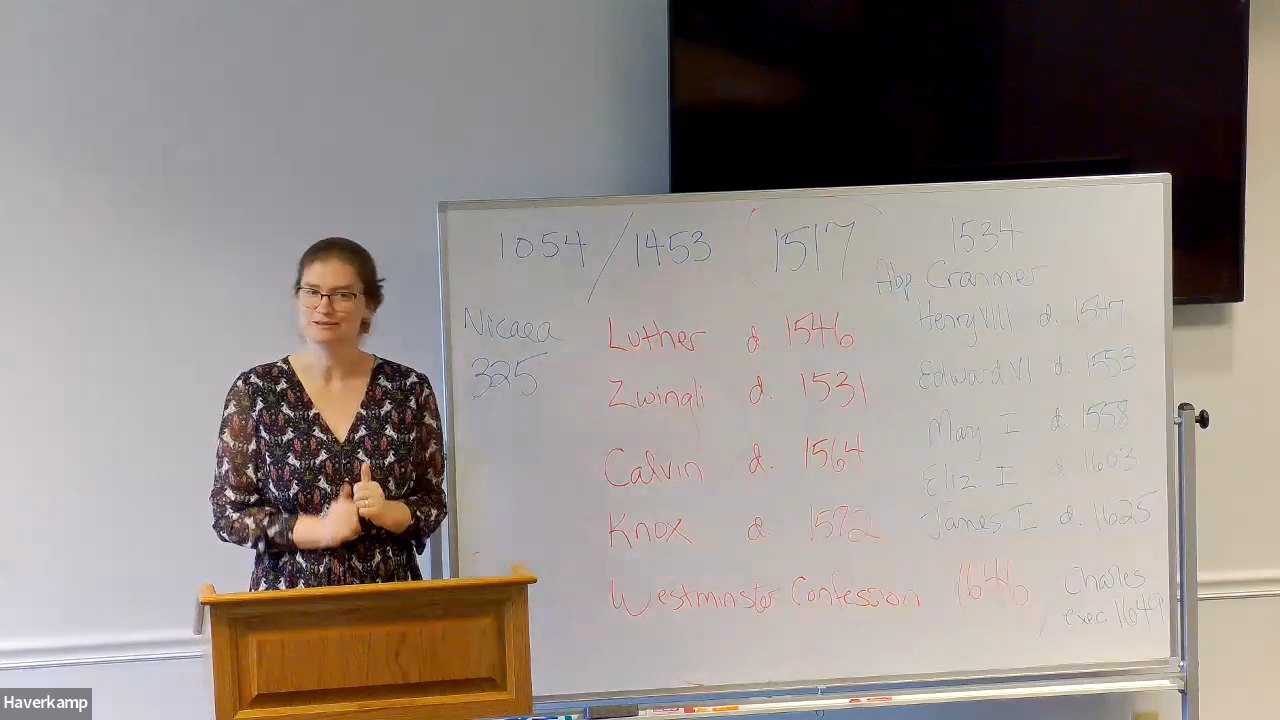 1054 / 1453 1517 1534
Abp Cranmer
Nicaea
325
Luther d 1546
Zwingli d. 1531
Calvin d. 1564
Knox d. 1572
Westminster Confession 1646
Henry VIII d. 1547
Edward VI d. 1553
Mary I d. 1558
Eliz I d 1603
James I d. 1625
Charles
exec 1649
Haverkamp